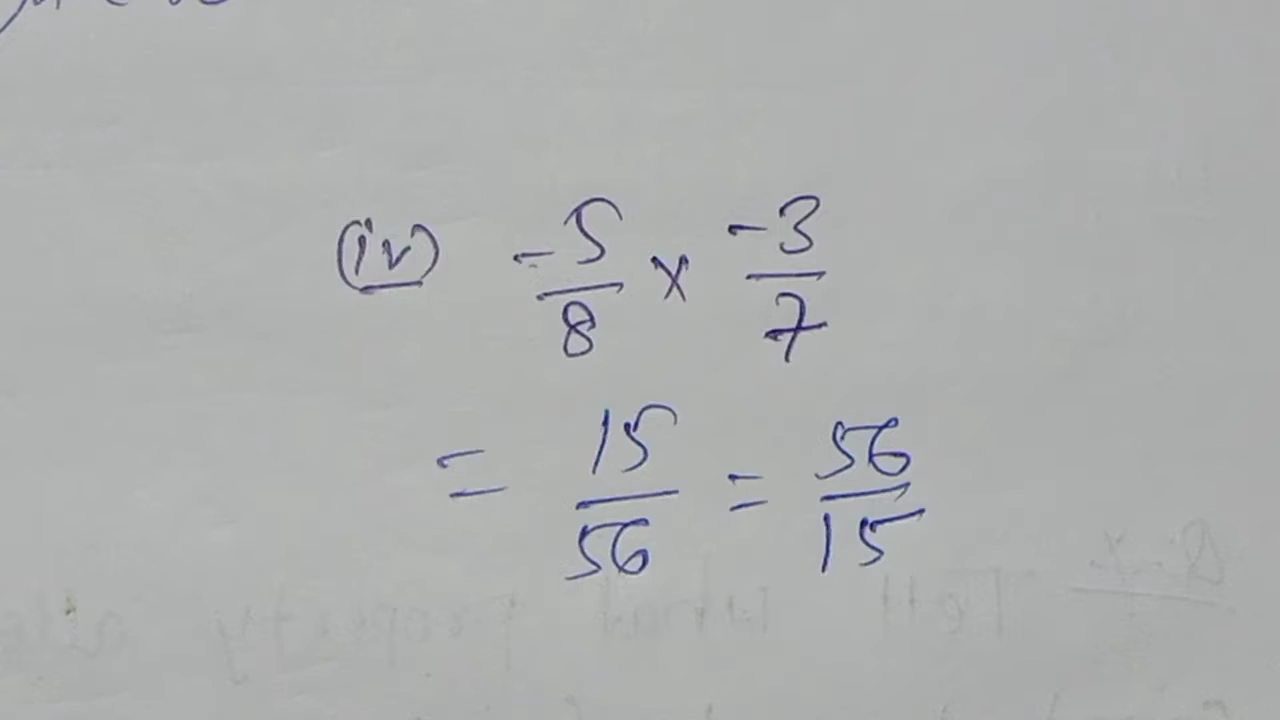 (iv) -5/8 × -3/7
= 15/56 = 56/15